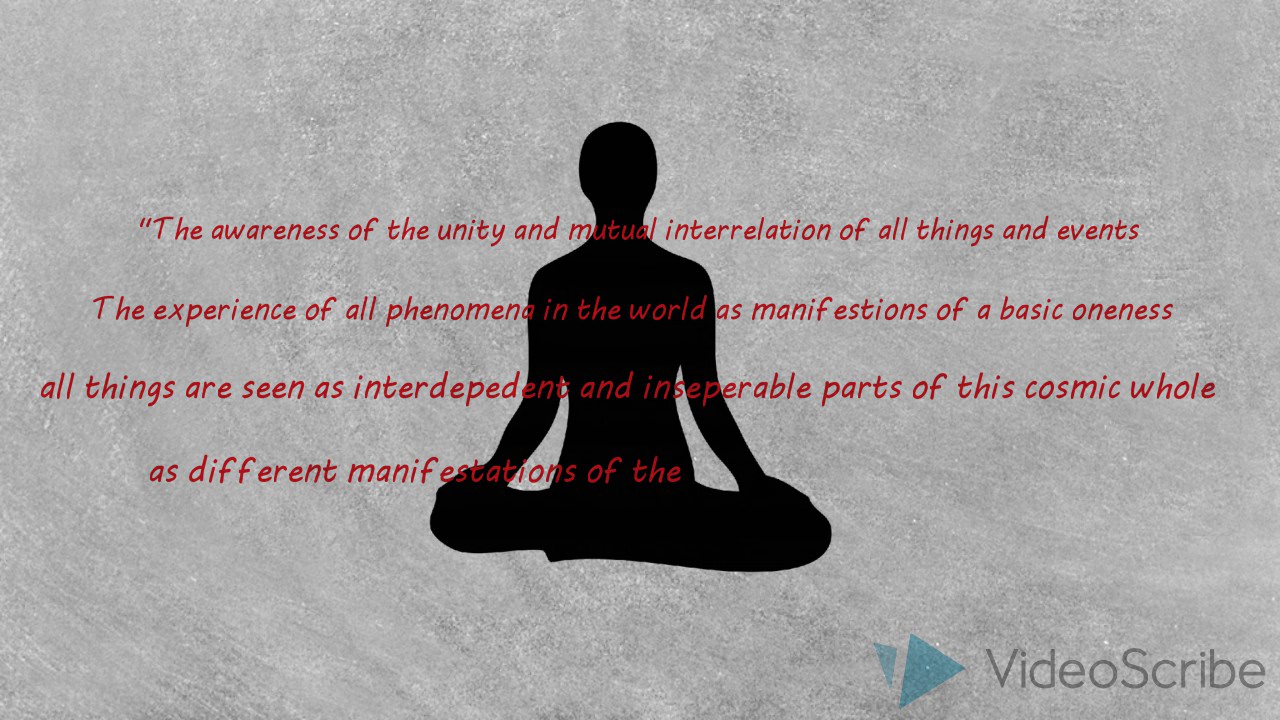 "The awareness of the unity and mutual interrelation of all things and events
The experience of all phenomena in the world as manifestions of a basic oneness
all things are seen as interdepedent and inseperable parts of this cosmic whole
as different manifestations of the
VideoScribe